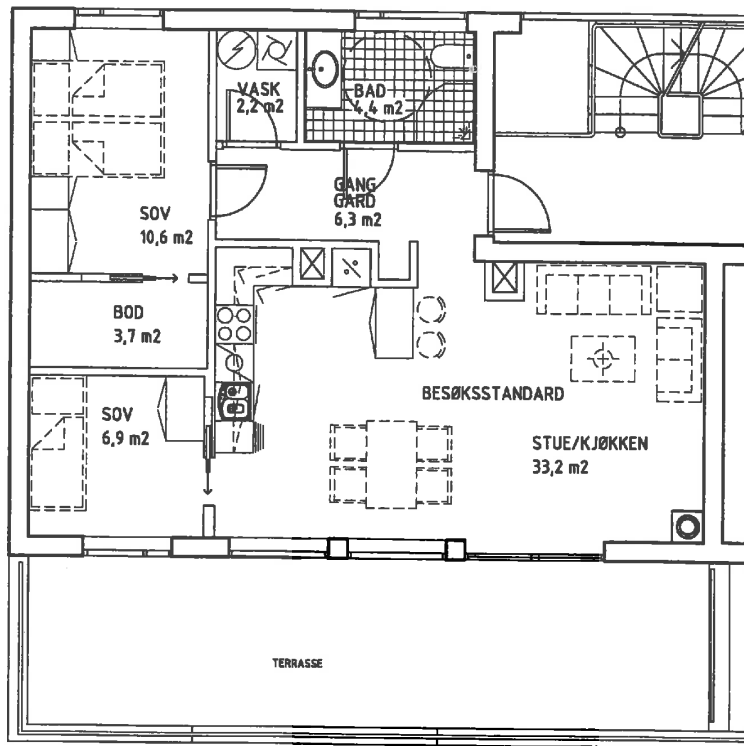 VASK
2,2 m2
BAD
4,4 m2
GANG
GARD
6,3 m2
SOV
10,6 m2
BOD
3,7 m2
SOV
6,9 m2
BESØKSSTANDARD
STUE/KJØKKEN
33,2 m2
TERRASSE